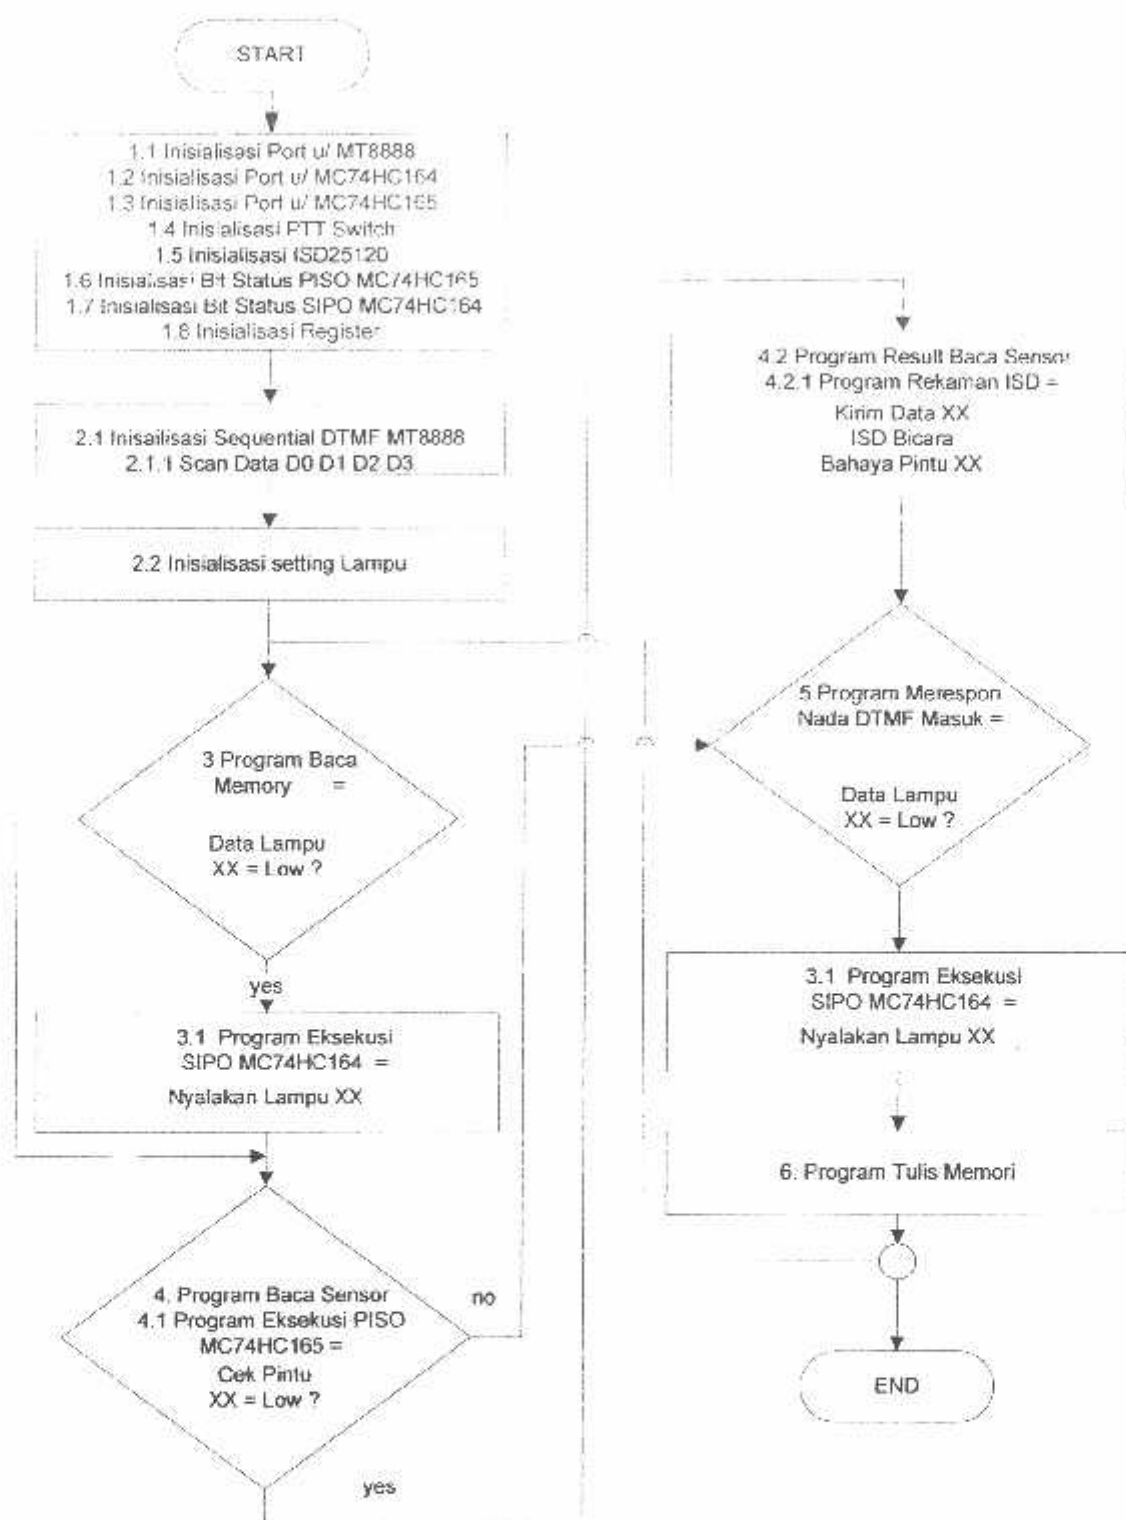 START
1.1 Inisialisasi Port u/ MT8888
1.2 Inisialisasi Port u/ MC74HC164
1.3 Inisialisasi Port u/ MC74HC165
1.4 Inisialisasi PTT Switch
1.5 Inisialisasi ISD25120
1.6 Inisialisasi Bit Status PISO MC74HC165
1.7 Inisialisasi Bit Status SIPO MC74HC164
1.8 Inisialisasi Register
2.1 Inisailisasi Sequential DTMF MT8888
2.1.1 Scan Data D0 D1 D2 D3
2.2 Inisialisasi setting Lampu
3 Program Baca
Memory =
Data Lampu
XX = Low ?
yes
3.1 Program Eksekusi
SIPO MC74HC164 =
Nyalakan Lampu XX
4. Program Baca Sensor
4.1 Program Eksekusi PISO
MC74HC165 =
Cek Pintu
XX = Low ?
no
yes
4.2 Program Result Baca Sensor
4.2.1 Program Rekaman ISD =
Kirim Data XX
ISD Bicara
Bahaya Pintu XX
5 Program Merespon
Nada DTMF Masuk =
Data Lampu
XX = Low ?
3.1 Program Eksekusi
SIPO MC74HC164 =
Nyalakan Lampu XX
6. Program Tulis Memori
END